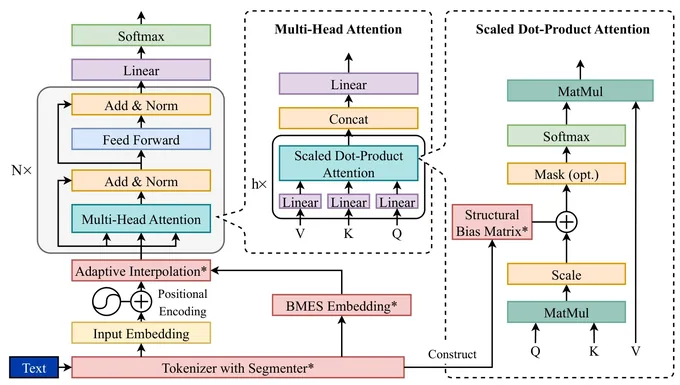 Softmax
Linear
Add & Norm
Feed Forward
N×
Add & Norm
Multi-Head Attention
Adaptive Interpolation*
Positional
Encoding
Input Embedding
BMES Embedding*
Text
Tokenizer with Segmenter*
Construct
Multi-Head Attention
Linear
Concat
h×
Scaled Dot-Product
Attention
Linear
Linear
Linear
V
K
Q
Scaled Dot-Product Attention
MatMul
Softmax
Mask (opt.)
Structural
Bias Matrix*
Scale
MatMul
Q
K
V